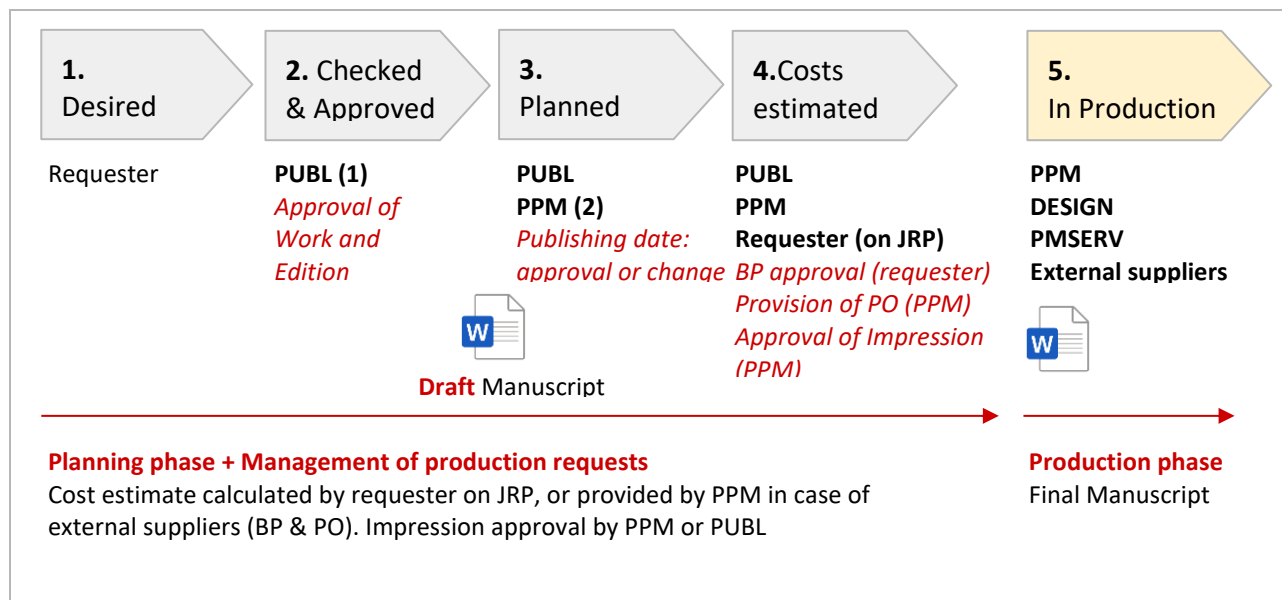 1.
Desired
2. Checked
& Approved
3.
Planned
4.Costs
estimated
5.
In Production
Requester
PUBL (1)
Approval of
Work and
Edition
PUBL
PPM (2)
Publishing date:
approval or change
PUBL
PPM
Requester (on JRP)
BP approval (requester)
Provision of PO (PPM)
Approval of Impression
(PPM)
PPM
DESIGN
PMSERV
External suppliers
W
Draft Manuscript
W
Planning phase + Management of production requests
Cost estimate calculated by requester on JRP, or provided by PPM in case of
external suppliers (BP & PO). Impression approval by PPM or PUBL
Production phase
Final Manuscript